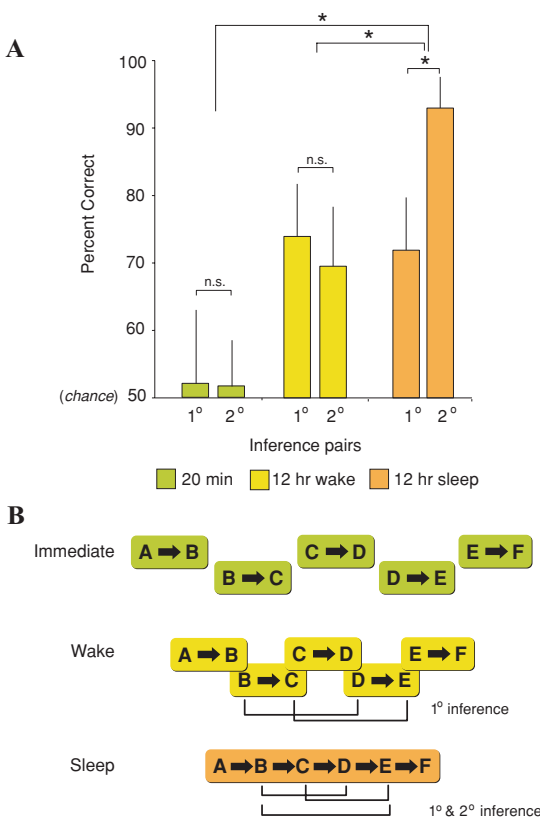 A
* * *
Percent Correct
100
90
80
70
60
(chance) 50
n.s. n.s.
1° 2° 1° 2° 1° 2°
Inference pairs
20 min 12 hr wake 12 hr sleep
B
Immediate
A B C D E F
B C D E
Wake
A B C D E F
B C D E
1° inference
Sleep
A B C D E F
1° & 2° inference